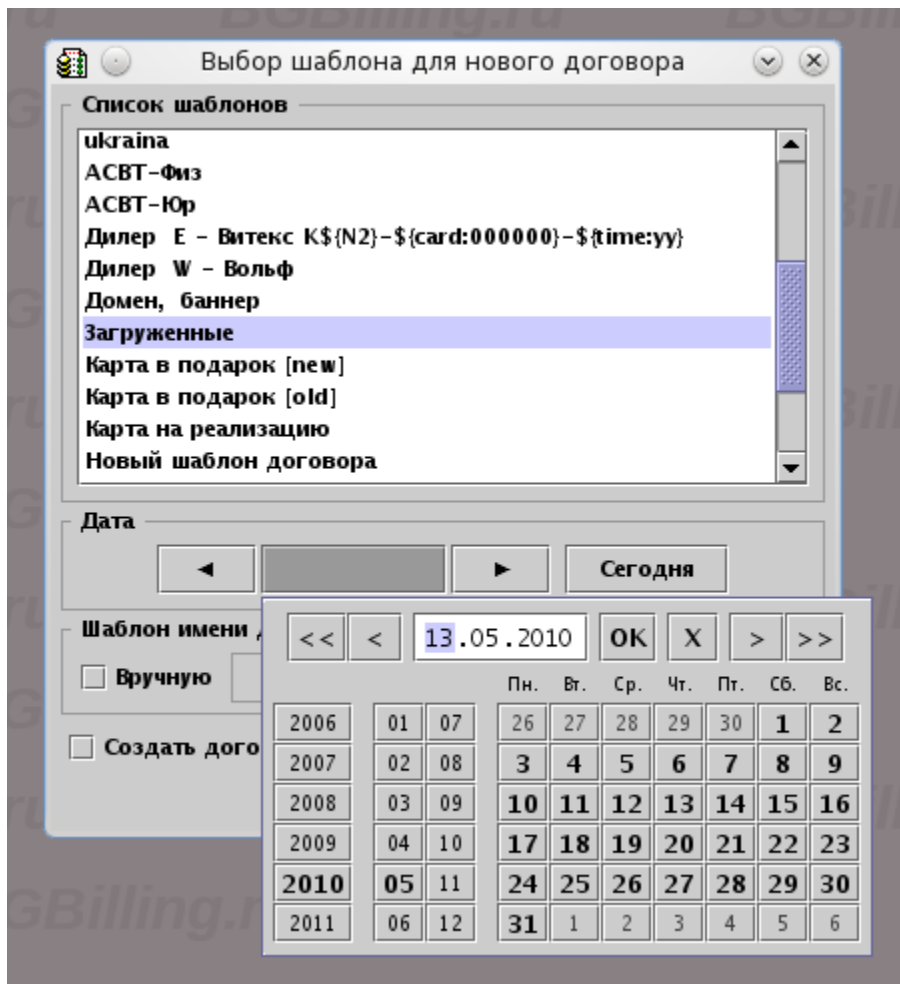 BGBilling.ru
Выбор шаблона для нового договора
Список шаблонов
ukraina
АСВТ-Физ
АСВТ-Юр
Дилер E - Витекс K${N2}-${card:000000}-${time:yy}
Дилер W - Вольф
Домен, баннер
Загруженные
Карта в подарок [new]
Карта в подарок [old]
Карта на реализацию
Новый шаблон договора
Дата
◄ ► Сегодня
Шаблон имени
<< < 13.05.2010 OK X > >>
Вручную
Пн. Вт. Ср. Чт. Пт. Сб. Вс.
2006 01 07 26 27 28 29 30 1 2
Создать дого
2007 02 08 3 4 5 6 7 8 9
2008 03 09 10 11 12 13 14 15 16
2009 04 10 17 18 19 20 21 22 23
2010 05 11 24 25 26 27 28 29 30
2011 06 12 31 1 2 3 4 5 6